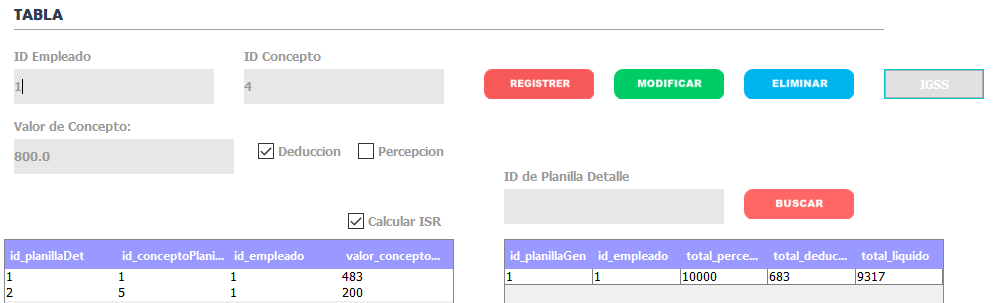 TABLA
ID Empleado ID Concepto
1 4 REGISTRER MODIFICAR ELIMINAR IGSS
Valor de Concepto:
800.0 Deduccion Percepcion
ID de Planilla Detalle
BUSCAR
Calcular ISR
id_planillaDet id_conceptoPlani... id_empleado valor_concepto...
1 1 1 483
2 5 1 200
id_planillaGen id_empleado total_perce... total_deduc... total_liquido
1 1 10000 683 9317